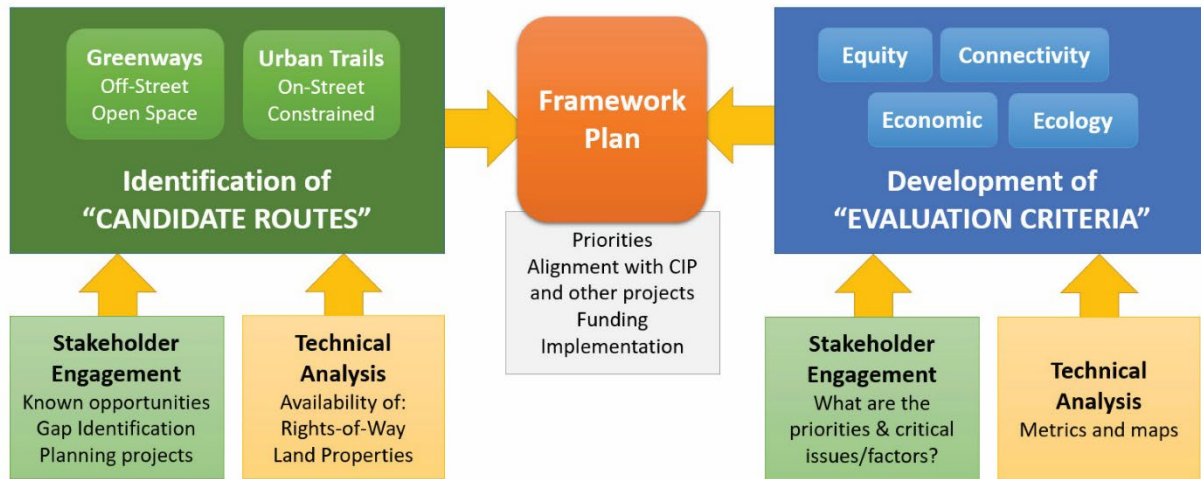 Greenways
Off-Street
Open Space
Urban Trails
On-Street
Constrained
Identification of
“CANDIDATE ROUTES”
Stakeholder
Engagement
Known opportunities
Gap Identification
Planning projects
Technical
Analysis
Availability of:
Rights-of-Way
Land Properties
Framework
Plan
Priorities
Alignment with CIP
and other projects
Funding
Implementation
Equity
Connectivity
Economic
Ecology
Development of
“EVALUATION CRITERIA”
Stakeholder
Engagement
What are the
priorities & critical
issues/factors?
Technical
Analysis
Metrics and maps